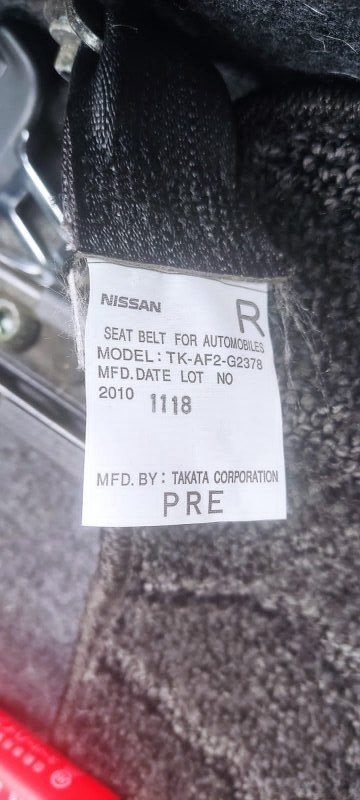 NISSAN R
SEAT BELT FOR AUTOMOBILES
MODEL: TK-AF2-G2378
MFD.DATE LOT NO
2010 1118
MFD. BY: TAKATA CORPORATION
PRE